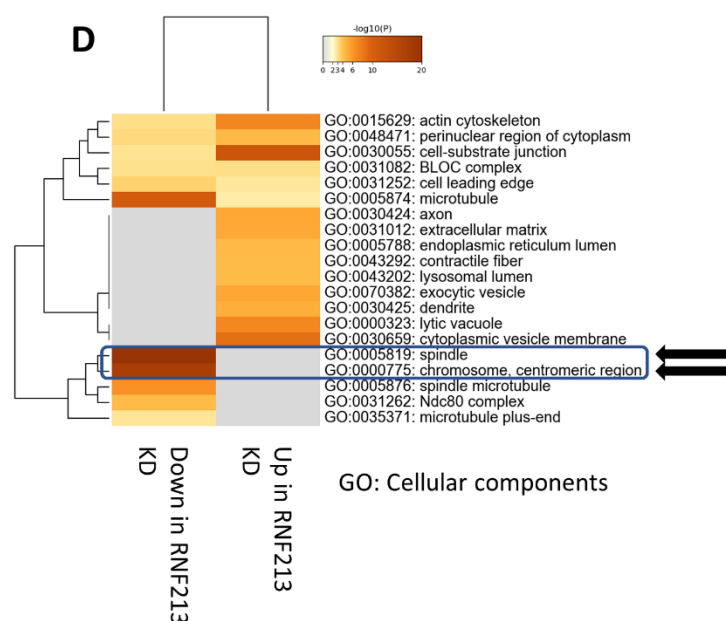 D
-log10(P)
0 2 3 4 6 10 20
GO:0015629: actin cytoskeleton
GO:0048471: perinuclear region of cytoplasm
GO:0030055: cell-substrate junction
GO:0031082: BLOC complex
GO:0031252: cell leading edge
GO:0005874: microtubule
GO:0030424: axon
GO:0031012: extracellular matrix
GO:0005788: endoplasmic reticulum lumen
GO:0043292: contractile fiber
GO:0043202: lysosomal lumen
GO:0070382: exocytic vesicle
GO:0030425: dendrite
GO:0000323: lytic vacuole
GO:0030659: cytoplasmic vesicle membrane
GO:0005819: spindle
GO:0000775: chromosome, centromeric region
GO:0005876: spindle microtubule
GO:0031262: Ndc80 complex
GO:0035371: microtubule plus-end
Down in RNF213
KD
Up in RNF213
KD
GO: Cellular components